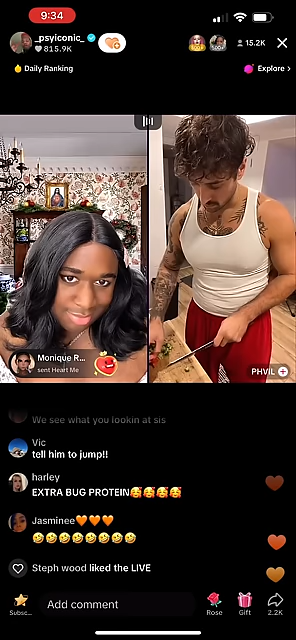 9:34
_psyiconic_
815.9K
15.2K
Daily Ranking
Explore >
Monique R...
sent Heart Me
PHVIL
We see what you lookin at sis
Vic
tell him to jump!!
harley
EXTRA BUG PROTEIN🥰🥰🥰🥰
Jasminee🧡🧡🧡
🤣🤣🤣🤣🤣🤣🤣🤣
Steph wood liked the LIVE
Subsc...
Add comment
Rose
Gift
2.2K